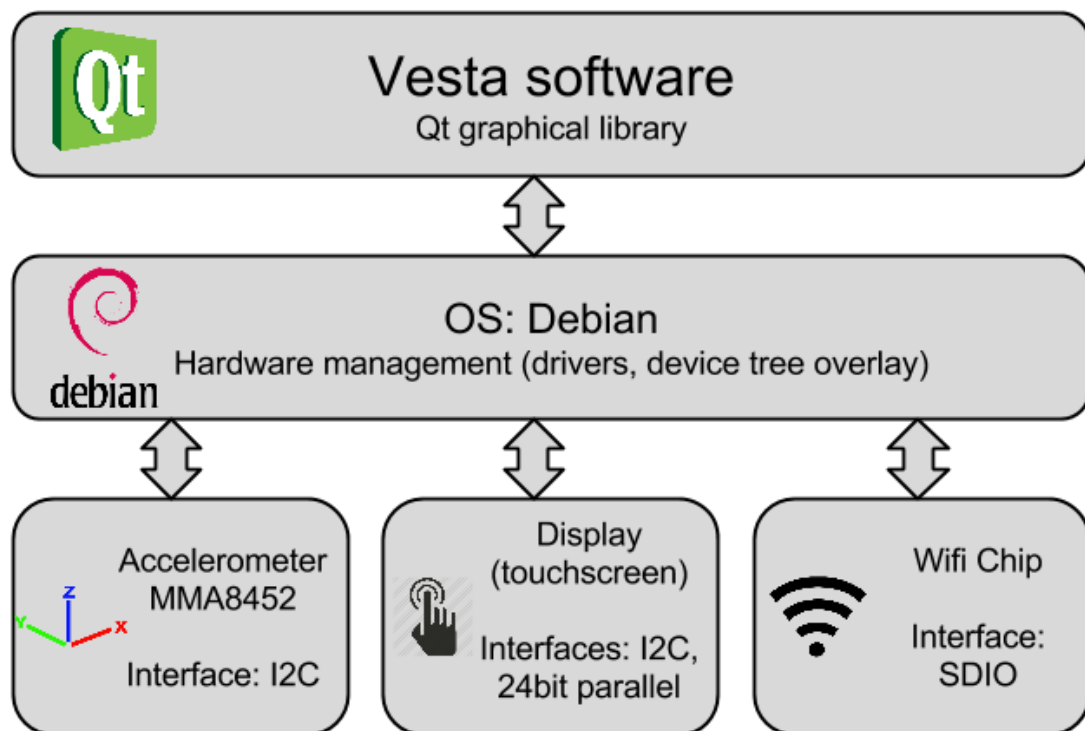 Qt
Vesta software
Qt graphical library
OS: Debian
Hardware management (drivers, device tree overlay)
debian
Accelerometer
MMA8452
Z
Y
X
Interface: I2C
Display
(touchscreen)
Interfaces: I2C,
24bit parallel
Wifi Chip
Interface:
SDIO